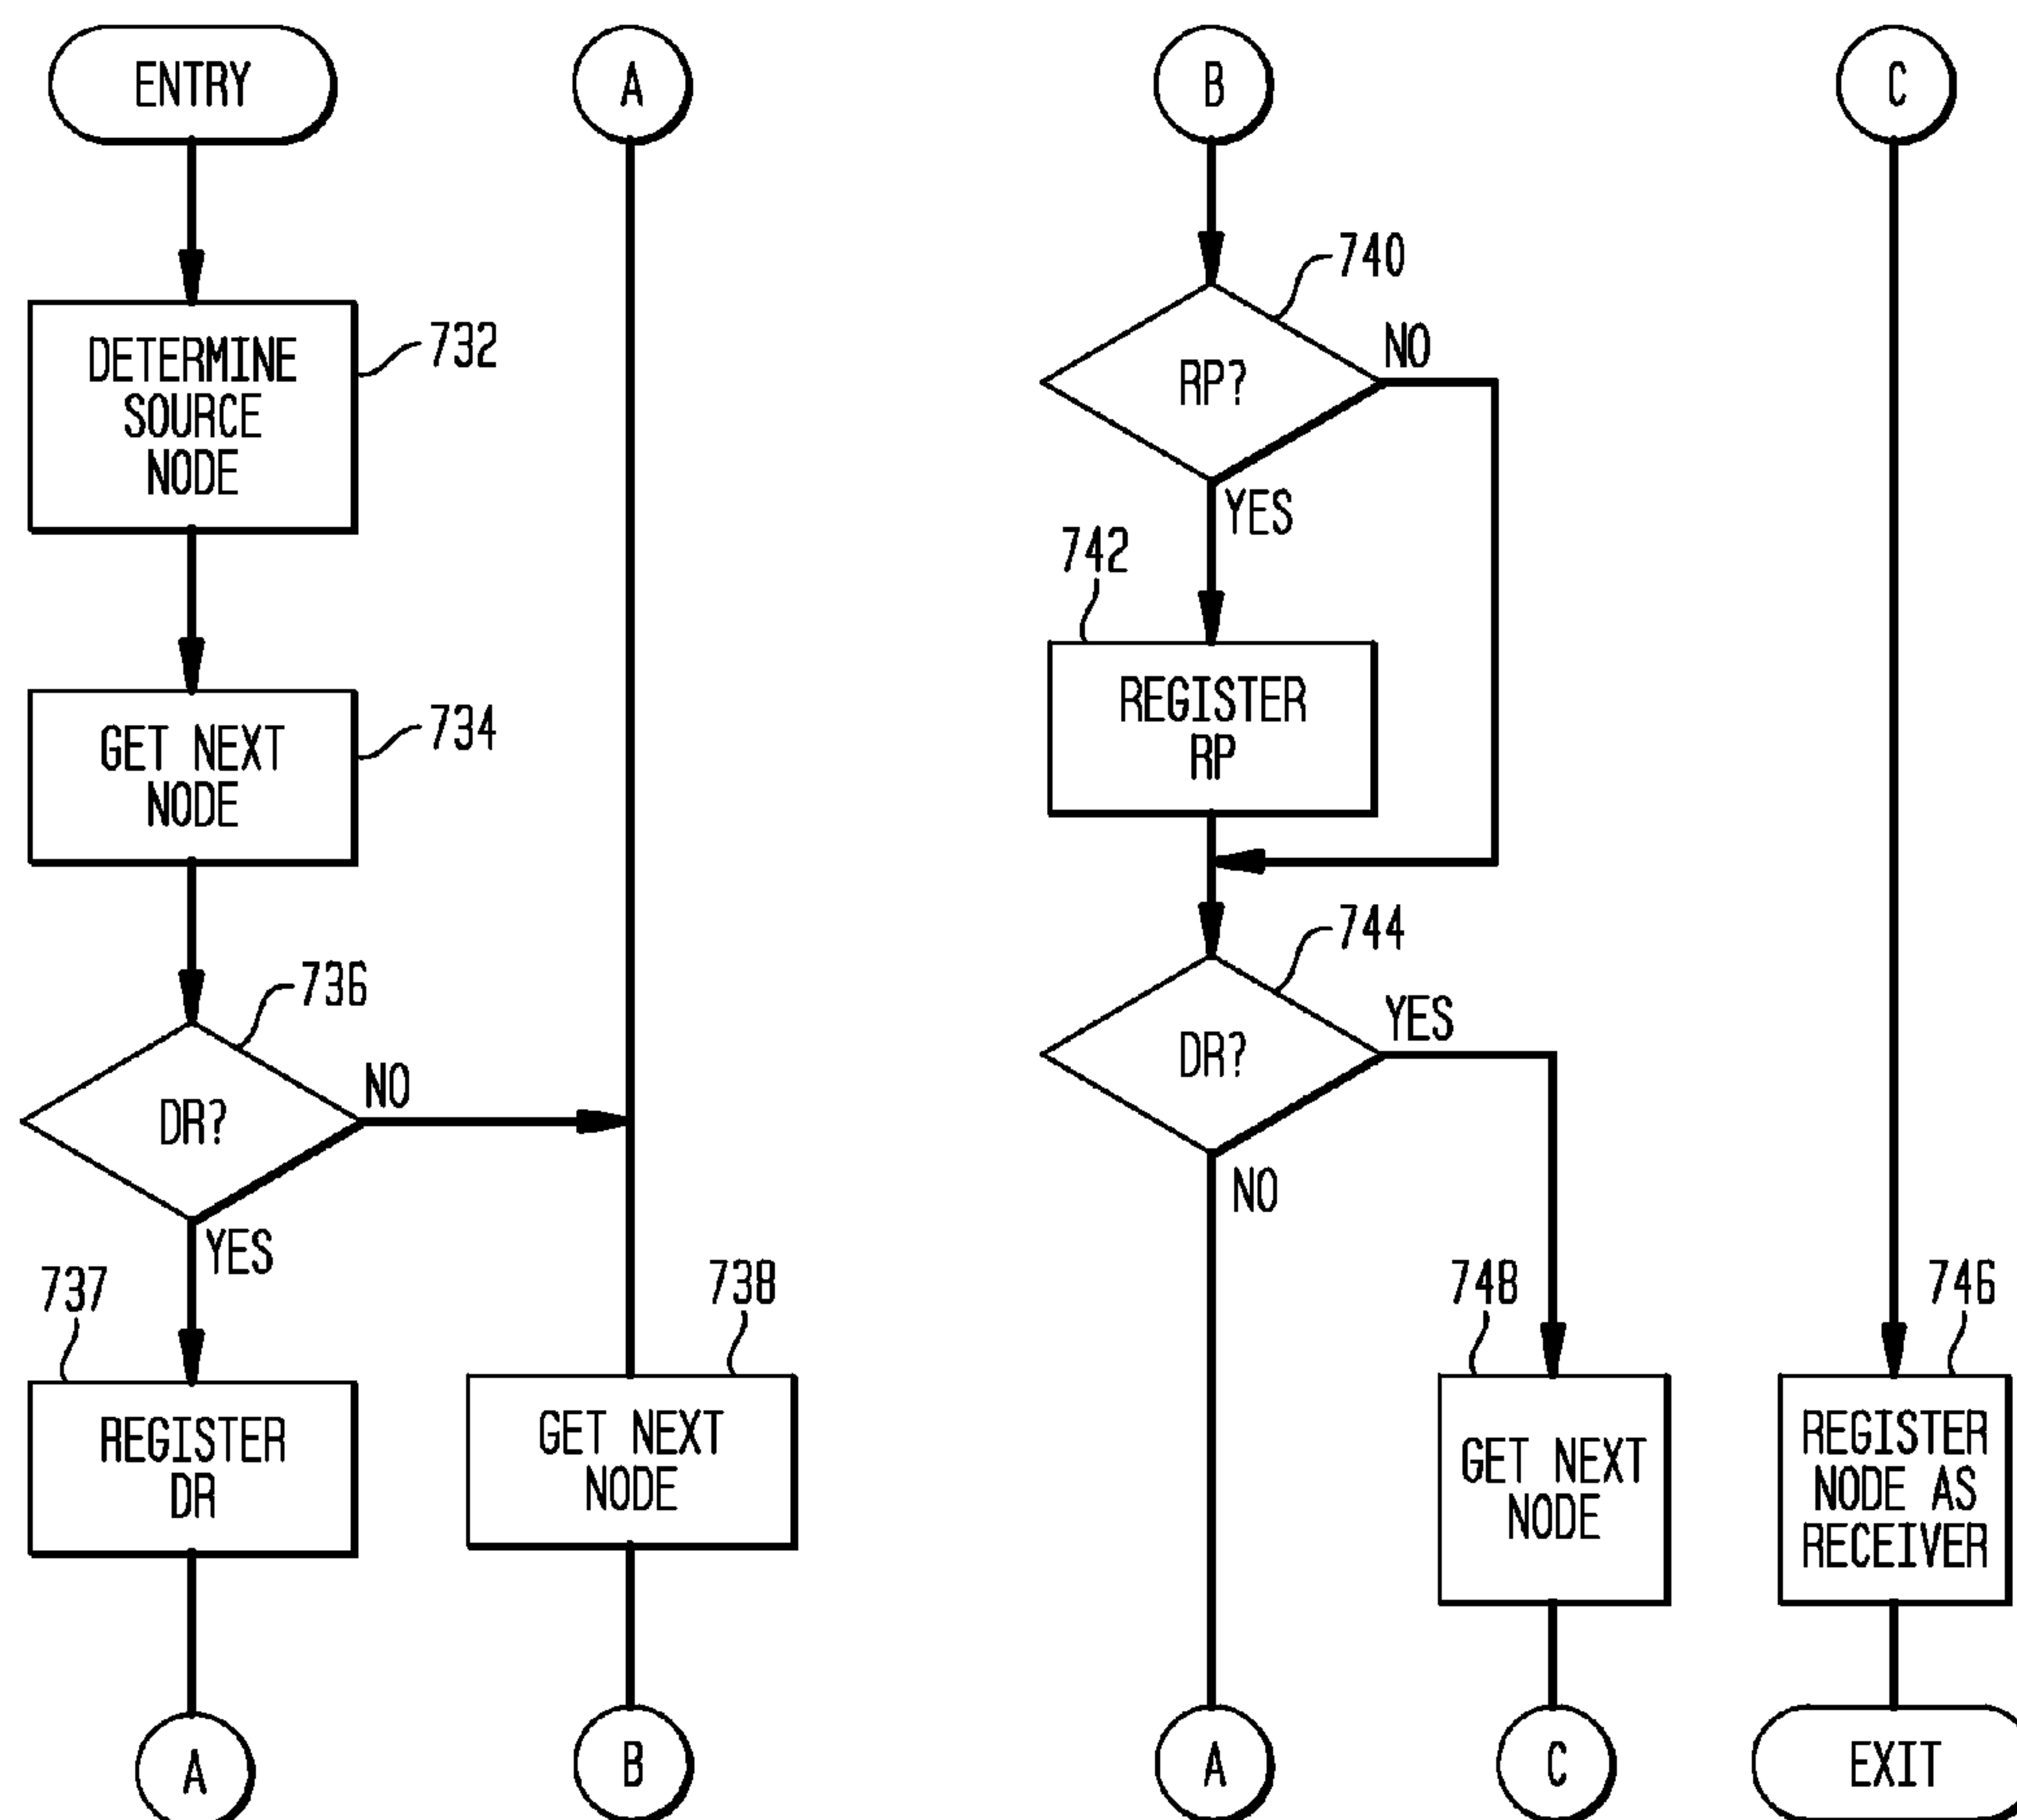 ENTRY
DETERMINE
SOURCE
NODE
732
GET NEXT
NODE
734
736
DR?
NO
YES
737
REGISTER
DR
A
A
738
GET NEXT
NODE
B
B
740
RP?
NO
YES
742
REGISTER
RP
744
DR?
YES
NO
A
748
GET NEXT
NODE
C
C
746
REGISTER
NODE AS
RECEIVER
EXIT